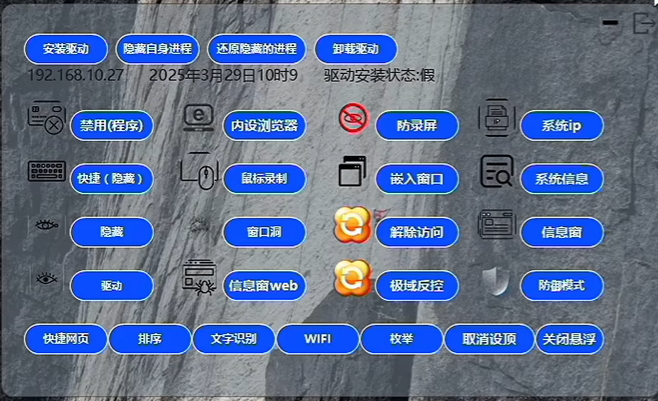 安装驱动 隐藏自身进程 还原隐藏的进程 卸载驱动
192.168.10.27 2025年3月29日10时9 驱动安装状态:假
禁用(程序) 内设浏览器 防录屏 系统ip
快捷（隐藏） 鼠标录制 嵌入窗口 系统信息
隐藏 窗口洞 解除访问 信息窗
驱动 信息窗web 极域反控 防御模式
快捷网页 排序 文字识别 WIFI 枚举 取消设顶 关闭悬浮